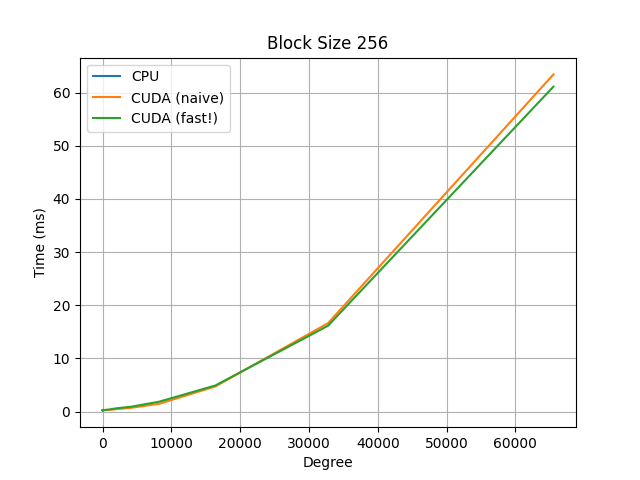 Block Size 256
CPU
CUDA (naive)
CUDA (fast!)
60
50
40
30
20
10
0
Time (ms)
0 10000 20000 30000 40000 50000 60000
Degree